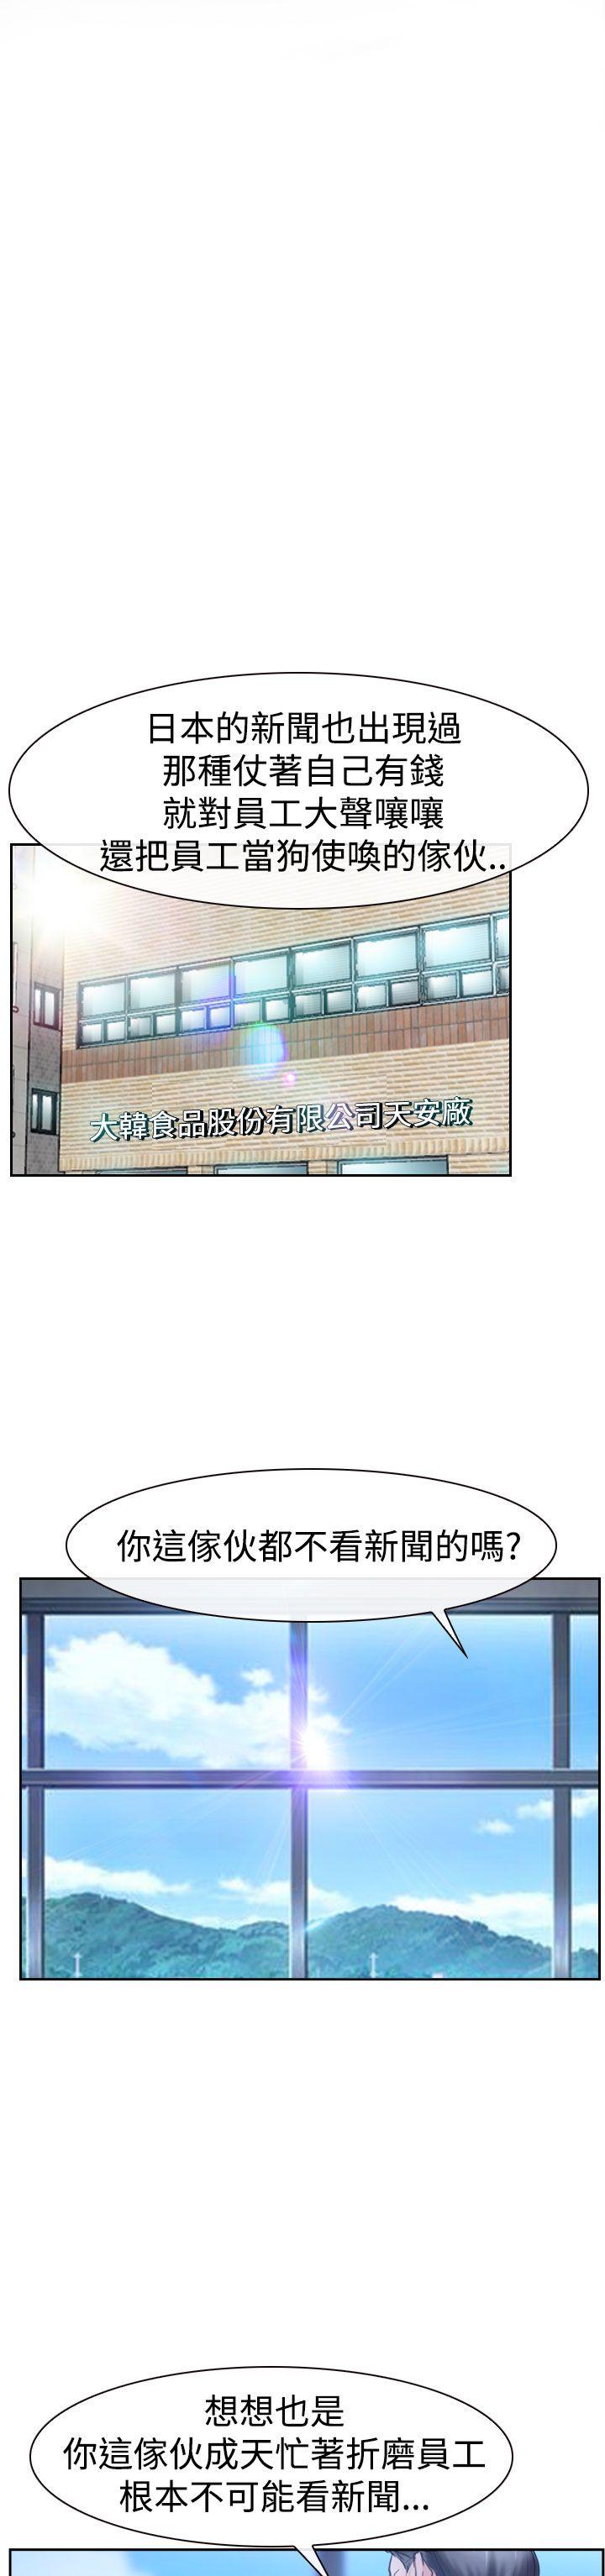 日本的新聞也出現過
那種仗著自己有錢
就對員工大聲嚷嚷
還把員工當狗使喚的傢伙..
大韓食品股份有限公司天安廠
你這傢伙都不看新聞的嗎?
想想也是
你這傢伙成天忙著折磨員工
根本不可能看新聞...